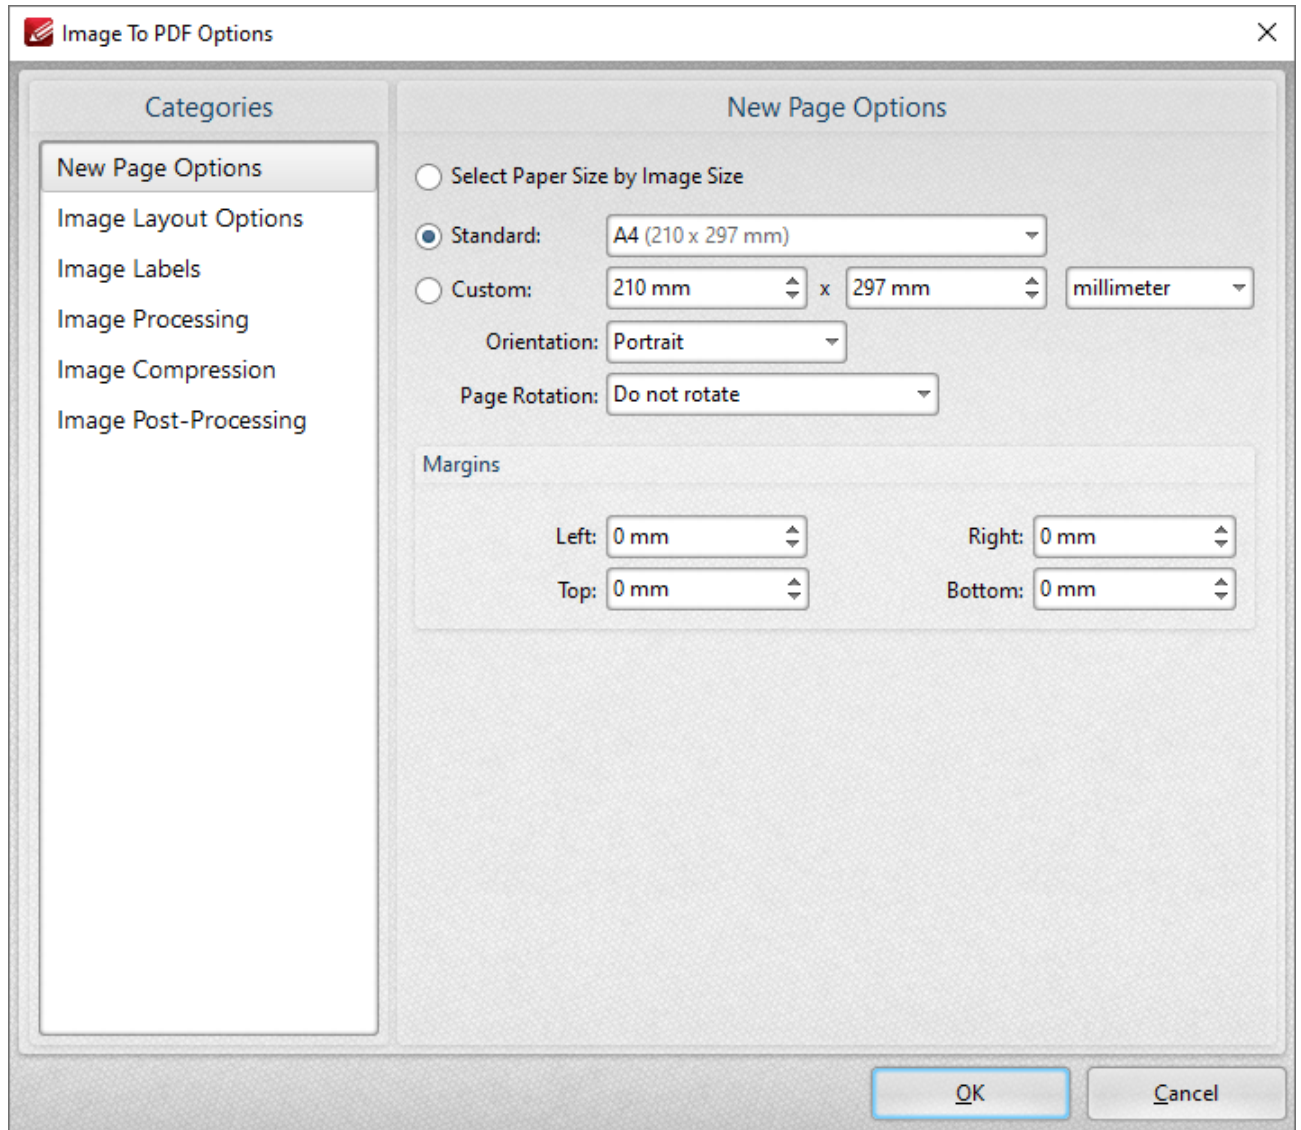 Image To PDF Options
Categories
New Page Options
Image Layout Options
Image Labels
Image Processing
Image Compression
Image Post-Processing
New Page Options
Select Paper Size by Image Size
Standard: A4 (210 x 297 mm)
Custom: 210 mm x 297 mm millimeter
Orientation: Portrait
Page Rotation: Do not rotate
Margins
Left: 0 mm Right: 0 mm
Top: 0 mm Bottom: 0 mm
OK Cancel